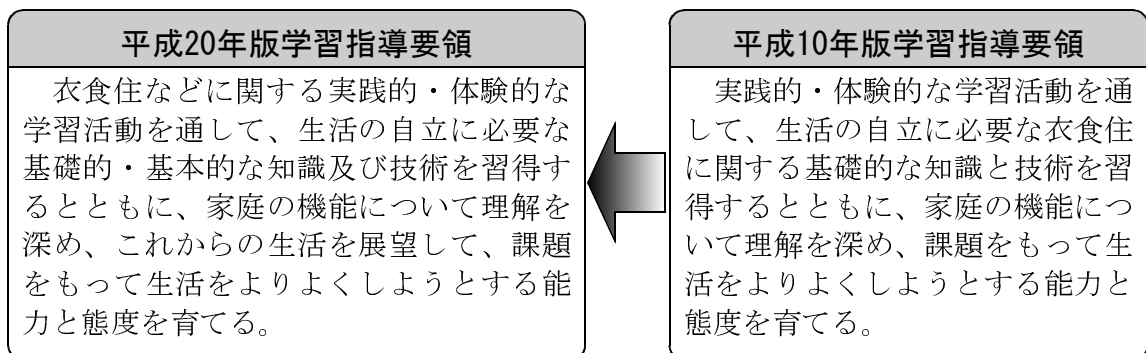 平成20年版学習指導要領
衣食住などに関する実践的・体験的な
学習活動を通して、生活の自立に必要な
基礎的・基本的な知識及び技術を習得す
るとともに、家庭の機能について理解を
深め、これからの生活を展望して、課題
をもって生活をよりよくしようとする能
力と態度を育てる。
平成10年版学習指導要領
実践的・体験的な学習活動を通
して、生活の自立に必要な衣食住
に関する基礎的な知識と技術を習
得するとともに、家庭の機能につ
いて理解を深め、課題をもって生
活をよりよくしようとする能力と
態度を育てる。